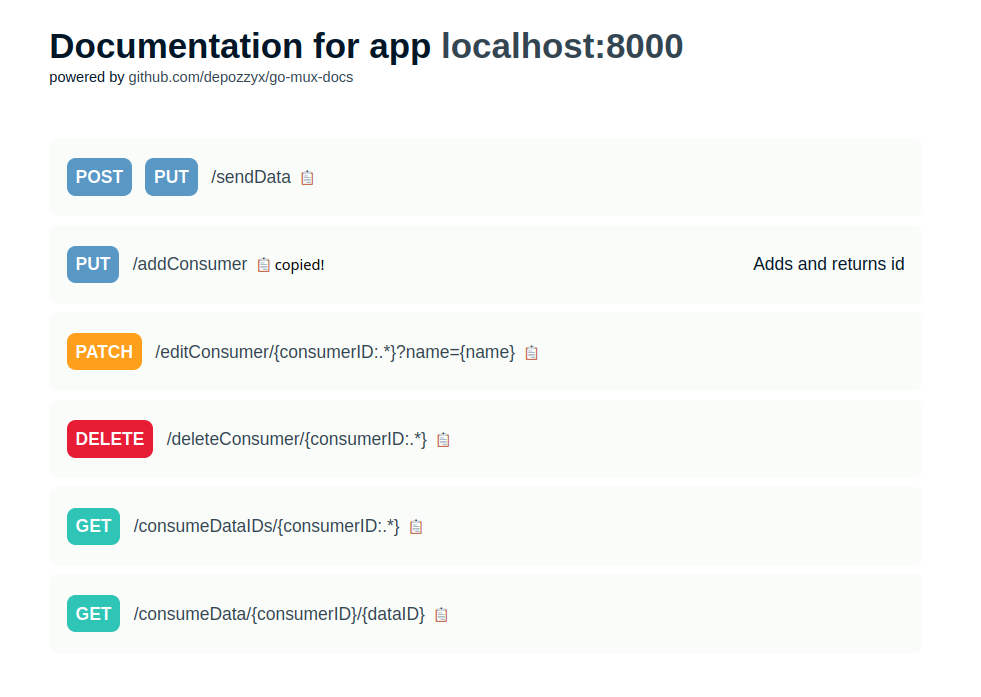 Documentation for app localhost:8000
powered by github.com/depozzyx/go-mux-docs
POST PUT /sendData
PUT /addConsumer copied! Adds and returns id
PATCH /editConsumer/{consumerID:.*}?name={name}
DELETE /deleteConsumer/{consumerID:.*}
GET /consumeDataIDs/{consumerID:.*}
GET /consumeData/{consumerID}/{dataID}